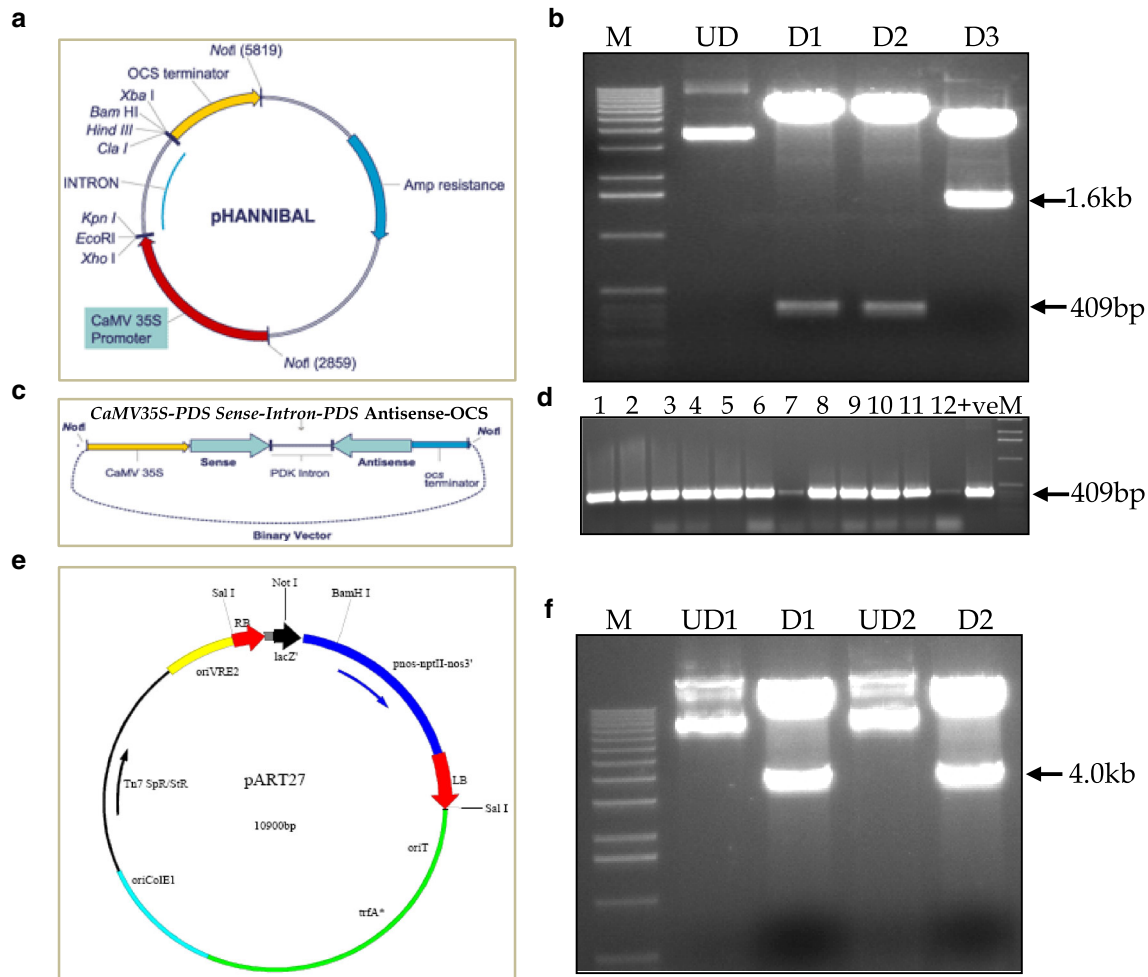 a
NotI (5819)
OCS terminator
Xba I
Bam HI
Hind III
Cla I
INTRON
pHANNIBAL
Amp resistance
Kpn I
EcoRI
Xho I
CaMV 35S
Promoter
NotI (2859)
b
M UD D1 D2 D3
1.6kb
409bp
c
CaMV35S-PDS Sense-Intron-PDS Antisense-OCS
NotI
NotI
CaMV 35S
Sense
PDK Intron
Antisense
ocs
terminator
Binary Vector
d
1 2 3 4 5 6 7 8 9 10 11 12+veM
409bp
e
Not I
Sal I
BamH I
RB
lacZ'
oriVRE2
pnos-nptII-nos3'
Tn7 SpR/StR
pART27
10900bp
LB
Sal I
oriT
oriColE1
trfA*
f
M UD1 D1 UD2 D2
4.0kb